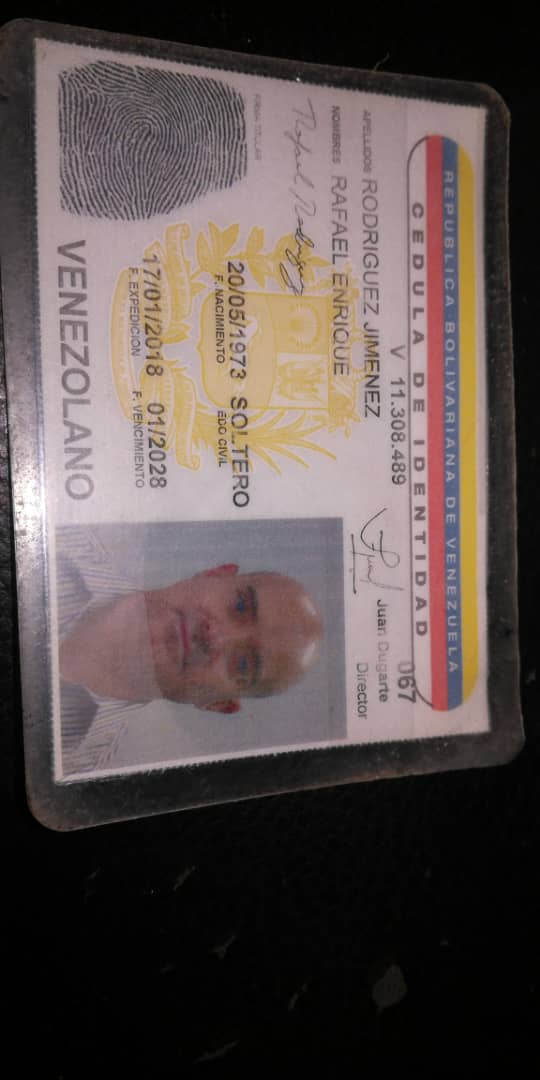 REPUBLICA BOLIVARIANA DE VENEZUELA
CEDULA DE IDENTIDAD
V 11.308.489
067
APELLIDOS RODRIGUEZ JIMENEZ
Juan Dugarte
Director
NOMBRES RAFAEL ENRIQUE
Rafael Rodriguez
FIRMA TITULAR
20/05/1973 SOLTERO
F. NACIMIENTO EDO CIVIL
17/01/2018 01/2028
F. EXPEDICION F. VENCIMIENTO
VENEZOLANO